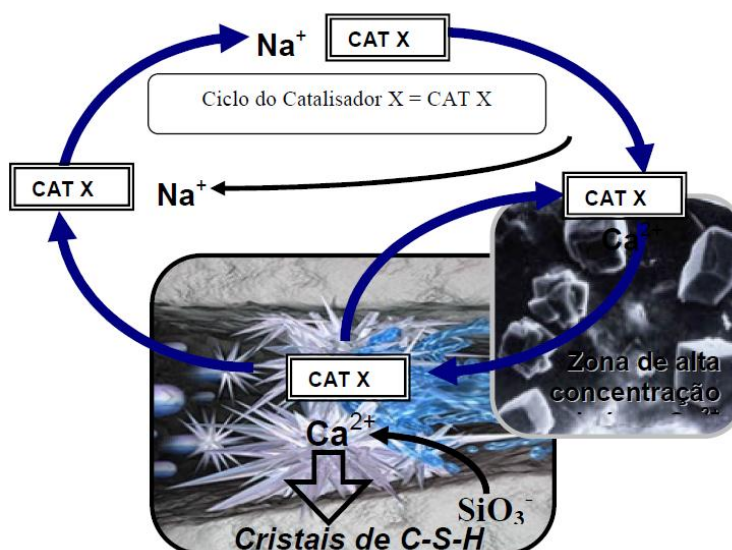 Na⁺ CAT X
Ciclo do Catalisador X = CAT X
CAT X Na⁺
CAT X
Ca²⁺
Zona de alta
concentração
CAT X
Ca²⁺
SiO₃⁻
Cristais de C-S-H